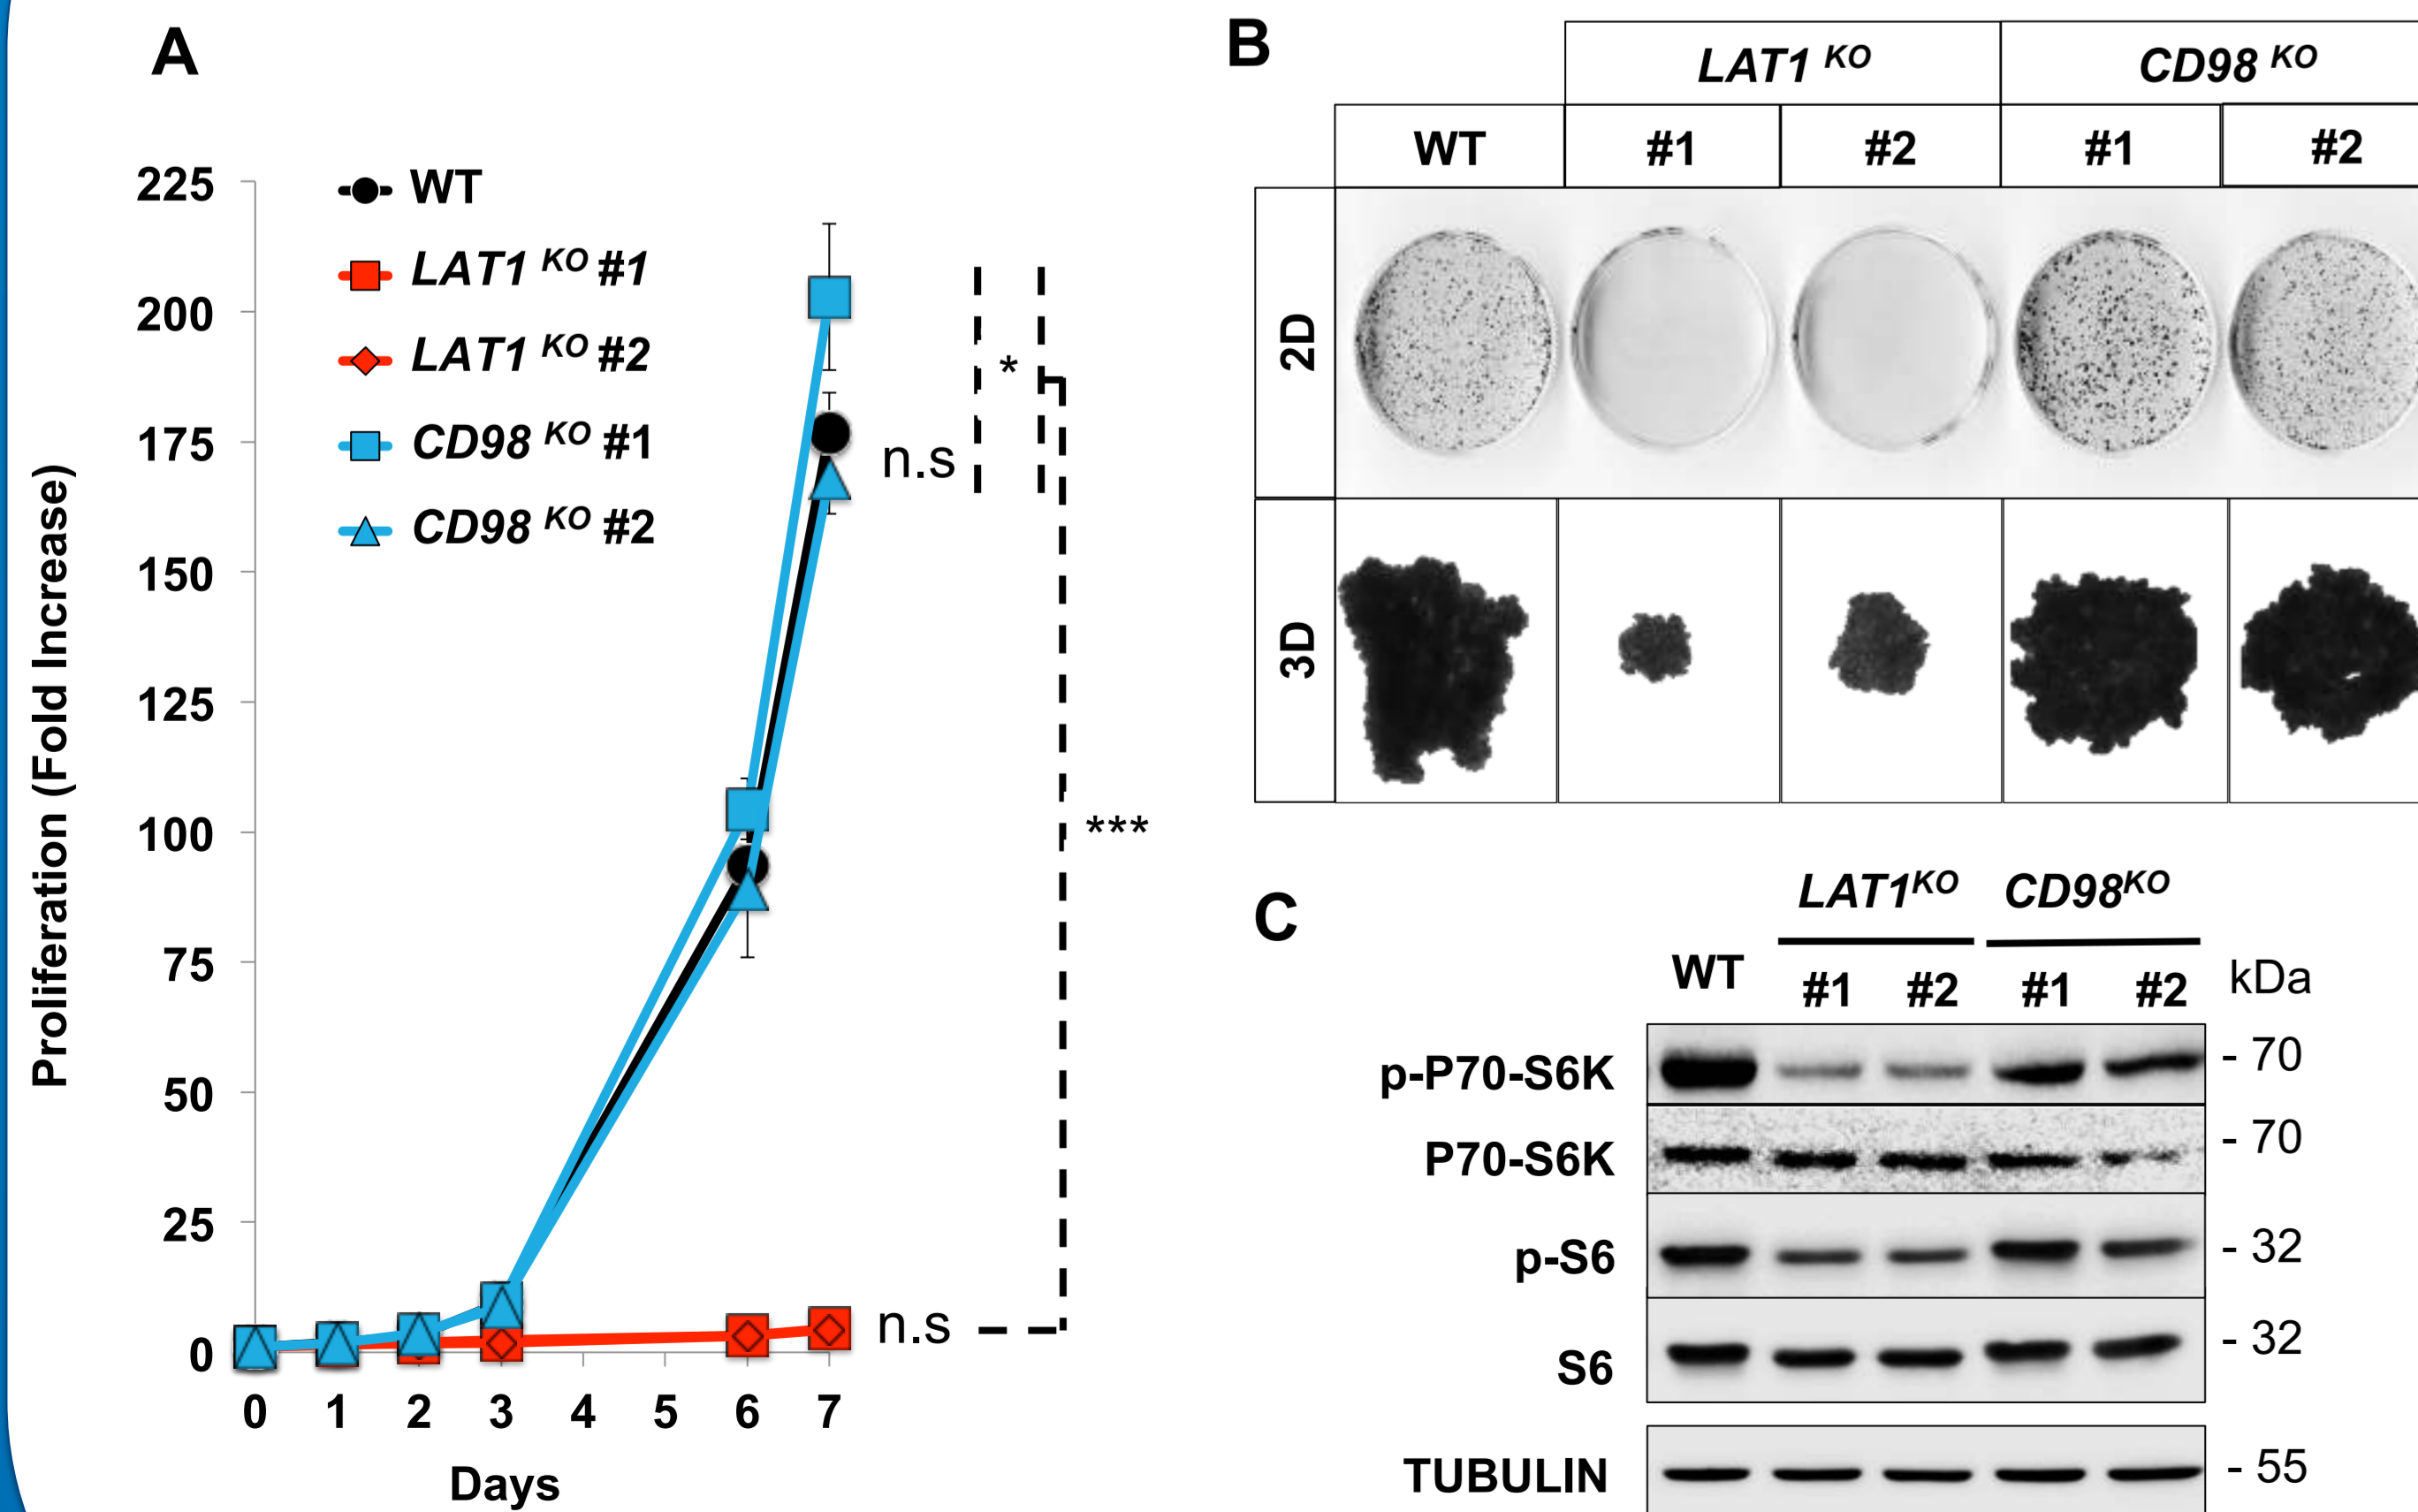 A
225
200
175
150
125
100
75
50
25
0
Proliferation (Fold Increase)
WT
LAT1 KO #1
LAT1 KO #2
CD98 KO #1
CD98 KO #2
*
n.s
***
n.s
0 1 2 3 4 5 6 7
Days
B
LAT1 KO CD98 KO
WT #1 #2 #1 #2
2D
3D
C
LAT1KO CD98KO
WT #1 #2 #1 #2 kDa
p-P70-S6K - 70
P70-S6K - 70
p-S6 - 32
S6 - 32
TUBULIN - 55